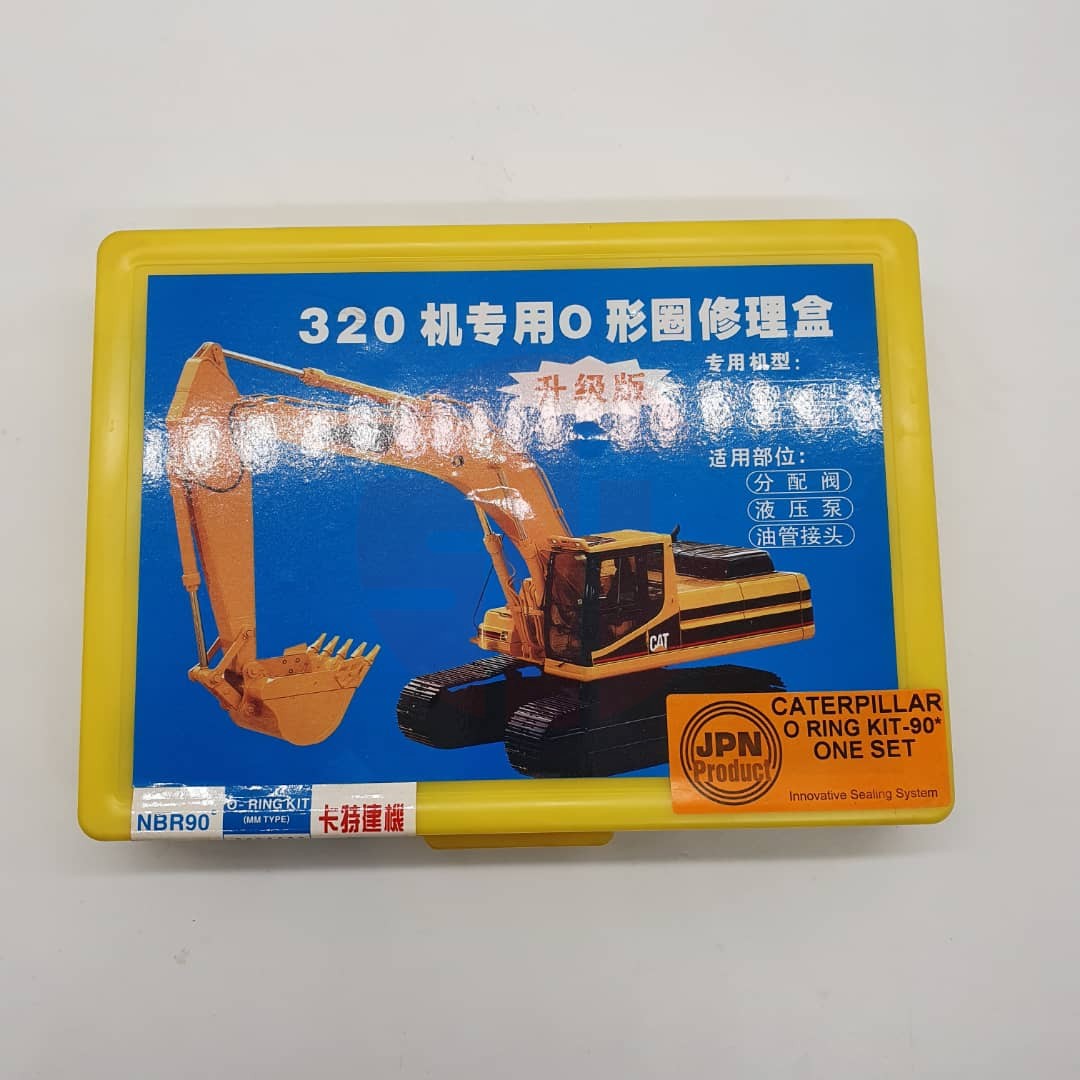 320 机专用O 形圈修理盒
升级版
专用机型:
适用部位:
分配阀
液压泵
油管接头
CAT
CATERPILLAR
O RING KIT-90*
ONE SET
JPN
Product
Innovative Sealing System
NBR90°
O- RING KIT
(MM TYPE)
卡特達機